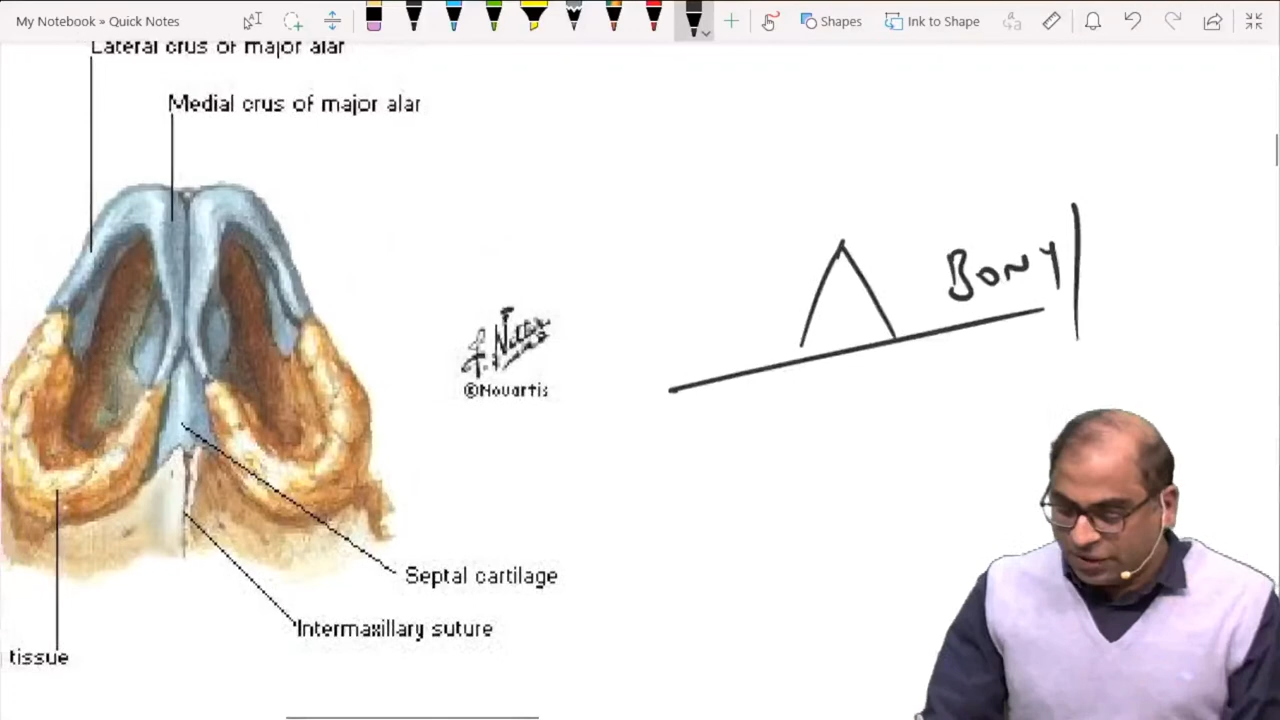 My Notebook » Quick Notes
Shapes
Ink to Shape
Lateral crus of major alar
Medial crus of major alar
BONY
F. Netter
©Novartis
Septal cartilage
Intermaxillary suture
tissue